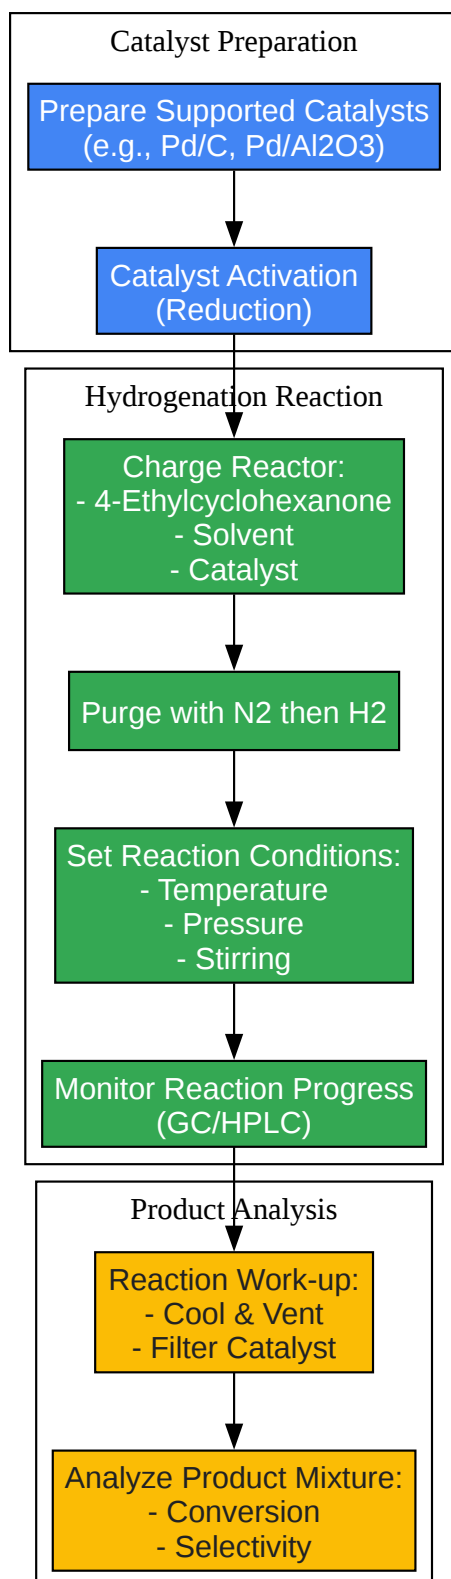 Catalyst Preparation
Prepare Supported Catalysts
(e.g., Pd/C, Pd/Al2O3)
Catalyst Activation
(Reduction)
Hydrogenation Reaction
Charge Reactor:
- 4-Ethylcyclohexanone
- Solvent
- Catalyst
Purge with N2 then H2
Set Reaction Conditions:
- Temperature
- Pressure
- Stirring
Monitor Reaction Progress
(GC/HPLC)
Product Analysis
Reaction Work-up:
- Cool & Vent
- Filter Catalyst
Analyze Product Mixture:
- Conversion
- Selectivity